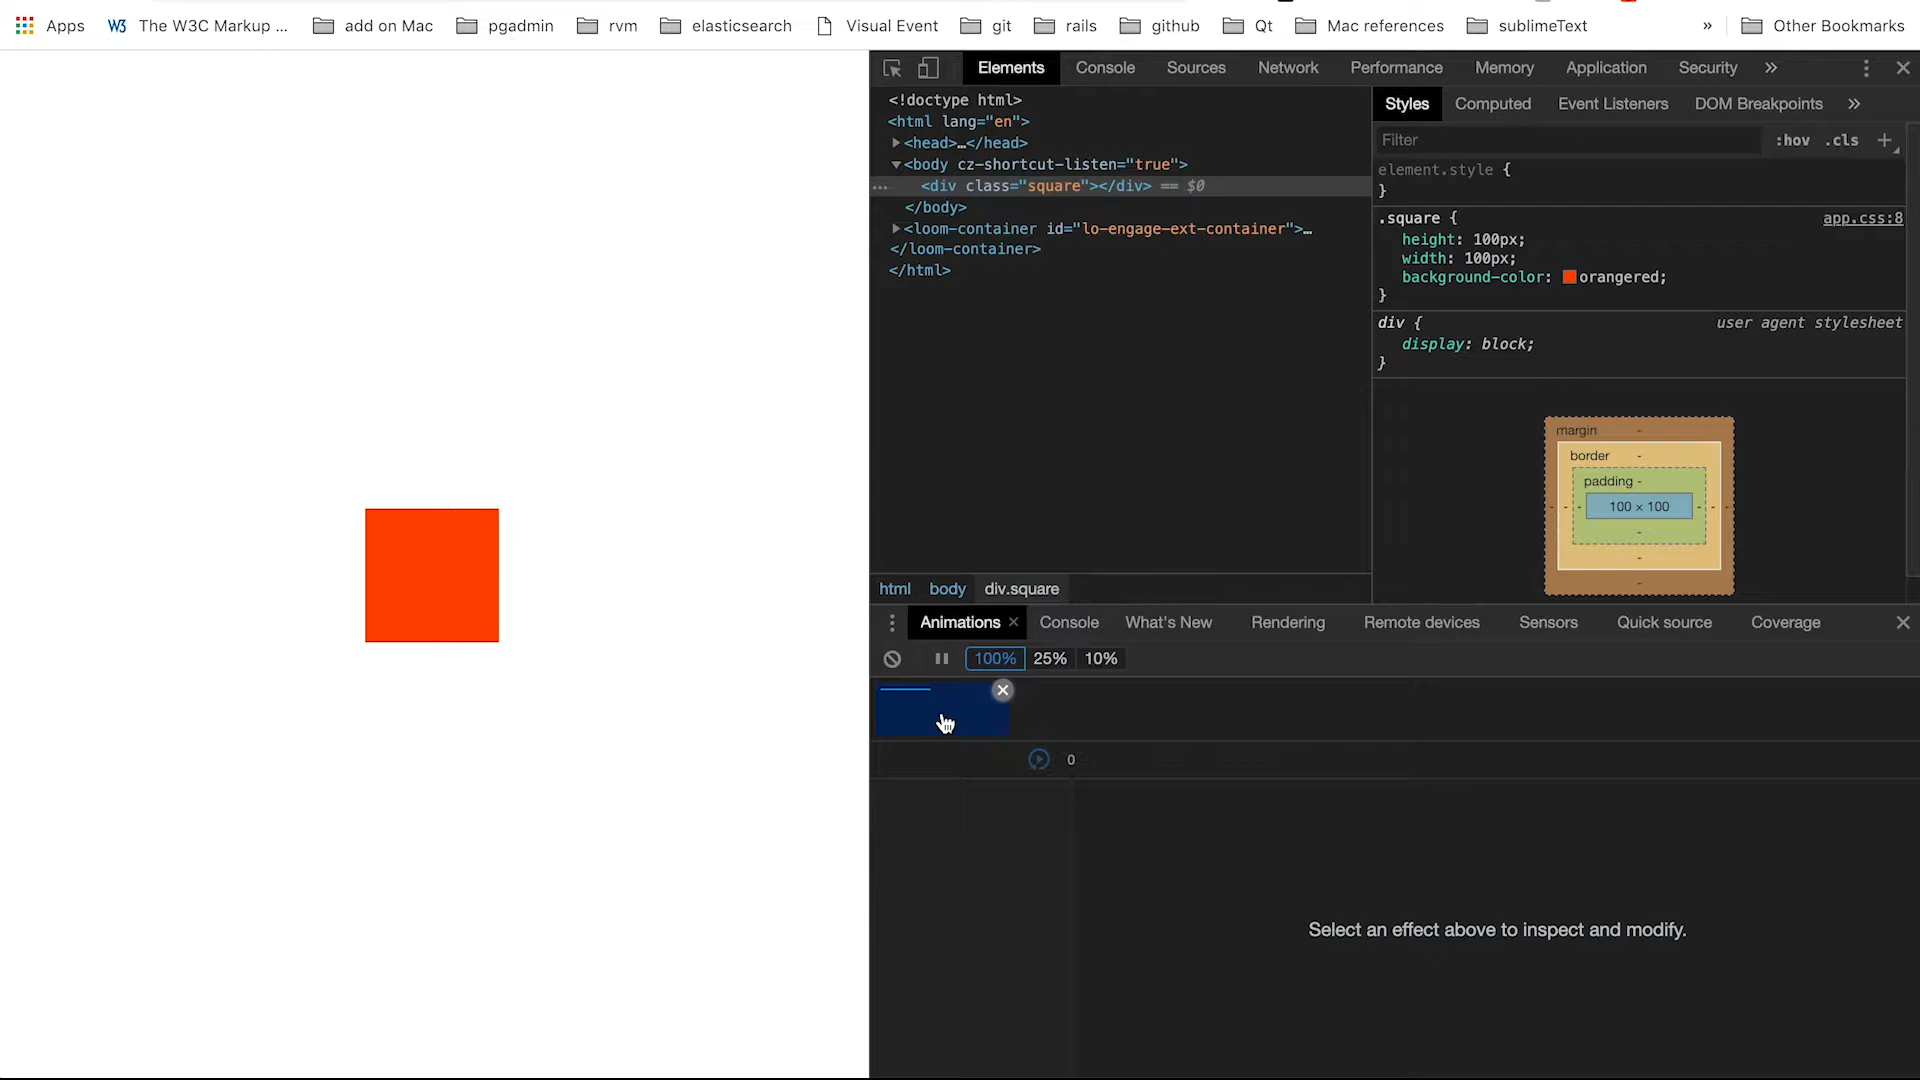 Apps W3 The W3C Markup ... add on Mac pgadmin rvm elasticsearch Visual Event git rails github Qt Mac references sublimeText » Other Bookmarks
Elements Console Sources Network Performance Memory Application Security »
<!doctype html>
<html lang="en">
<head>…</head>
<body cz-shortcut-listen="true">
<div class="square"></div> == $0
</body>
<loom-container id="lo-engage-ext-container">…
</loom-container>
</html>
html body div.square
Styles Computed Event Listeners DOM Breakpoints »
Filter :hov .cls +
element.style {
}
.square { app.css:8
height: 100px;
width: 100px;
background-color: orangered;
}
div { user agent stylesheet
display: block;
}
margin -
border -
padding -
- - - 100 × 100 - - -
-
-
-
Animations × Console What's New Rendering Remote devices Sensors Quick source Coverage
100% 25% 10%
0
Select an effect above to inspect and modify.